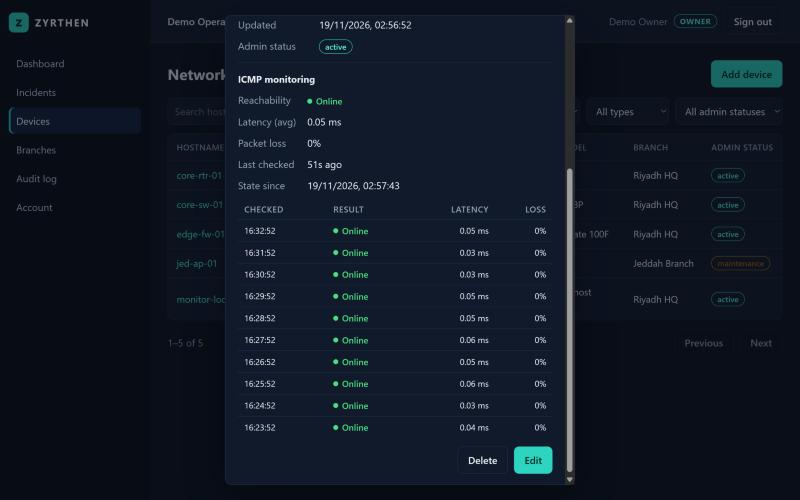 Z ZYRTHEN
Demo Opera
Demo Owner OWNER Sign out
Dashboard
Incidents
Devices
Branches
Audit log
Account
Network
Add device
Search host
All types
All admin statuses
HOSTNAME
DEL
BRANCH
ADMIN STATUS
core-rtr-01
Riyadh HQ
active
core-sw-01
Riyadh HQ
active
edge-fw-01
ate 100F
Riyadh HQ
active
jed-ap-01
Jeddah Branch
maintenance
monitor-loc
host
Riyadh HQ
active
1–5 of 5
Previous
Next
Updated 19/11/2026, 02:56:52
Admin status active
ICMP monitoring
Reachability Online
Latency (avg) 0.05 ms
Packet loss 0%
Last checked 51s ago
State since 19/11/2026, 02:57:43
CHECKED RESULT LATENCY LOSS
16:32:52 Online 0.05 ms 0%
16:31:52 Online 0.03 ms 0%
16:30:52 Online 0.03 ms 0%
16:29:52 Online 0.05 ms 0%
16:28:52 Online 0.05 ms 0%
16:27:52 Online 0.06 ms 0%
16:26:52 Online 0.05 ms 0%
16:25:52 Online 0.06 ms 0%
16:24:52 Online 0.03 ms 0%
16:23:52 Online 0.04 ms 0%
Delete Edit